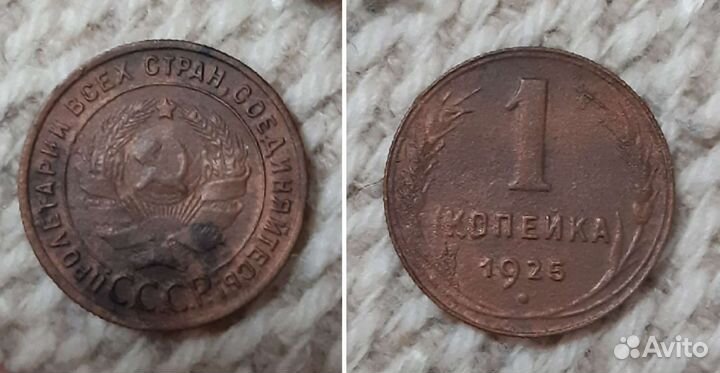 ПРОЛЕТАРИИ ВСЕХ СТРАН, СОЕДИНЯЙТЕСЬ!
СССР
1
КОПЕЙКА
1925
Avito